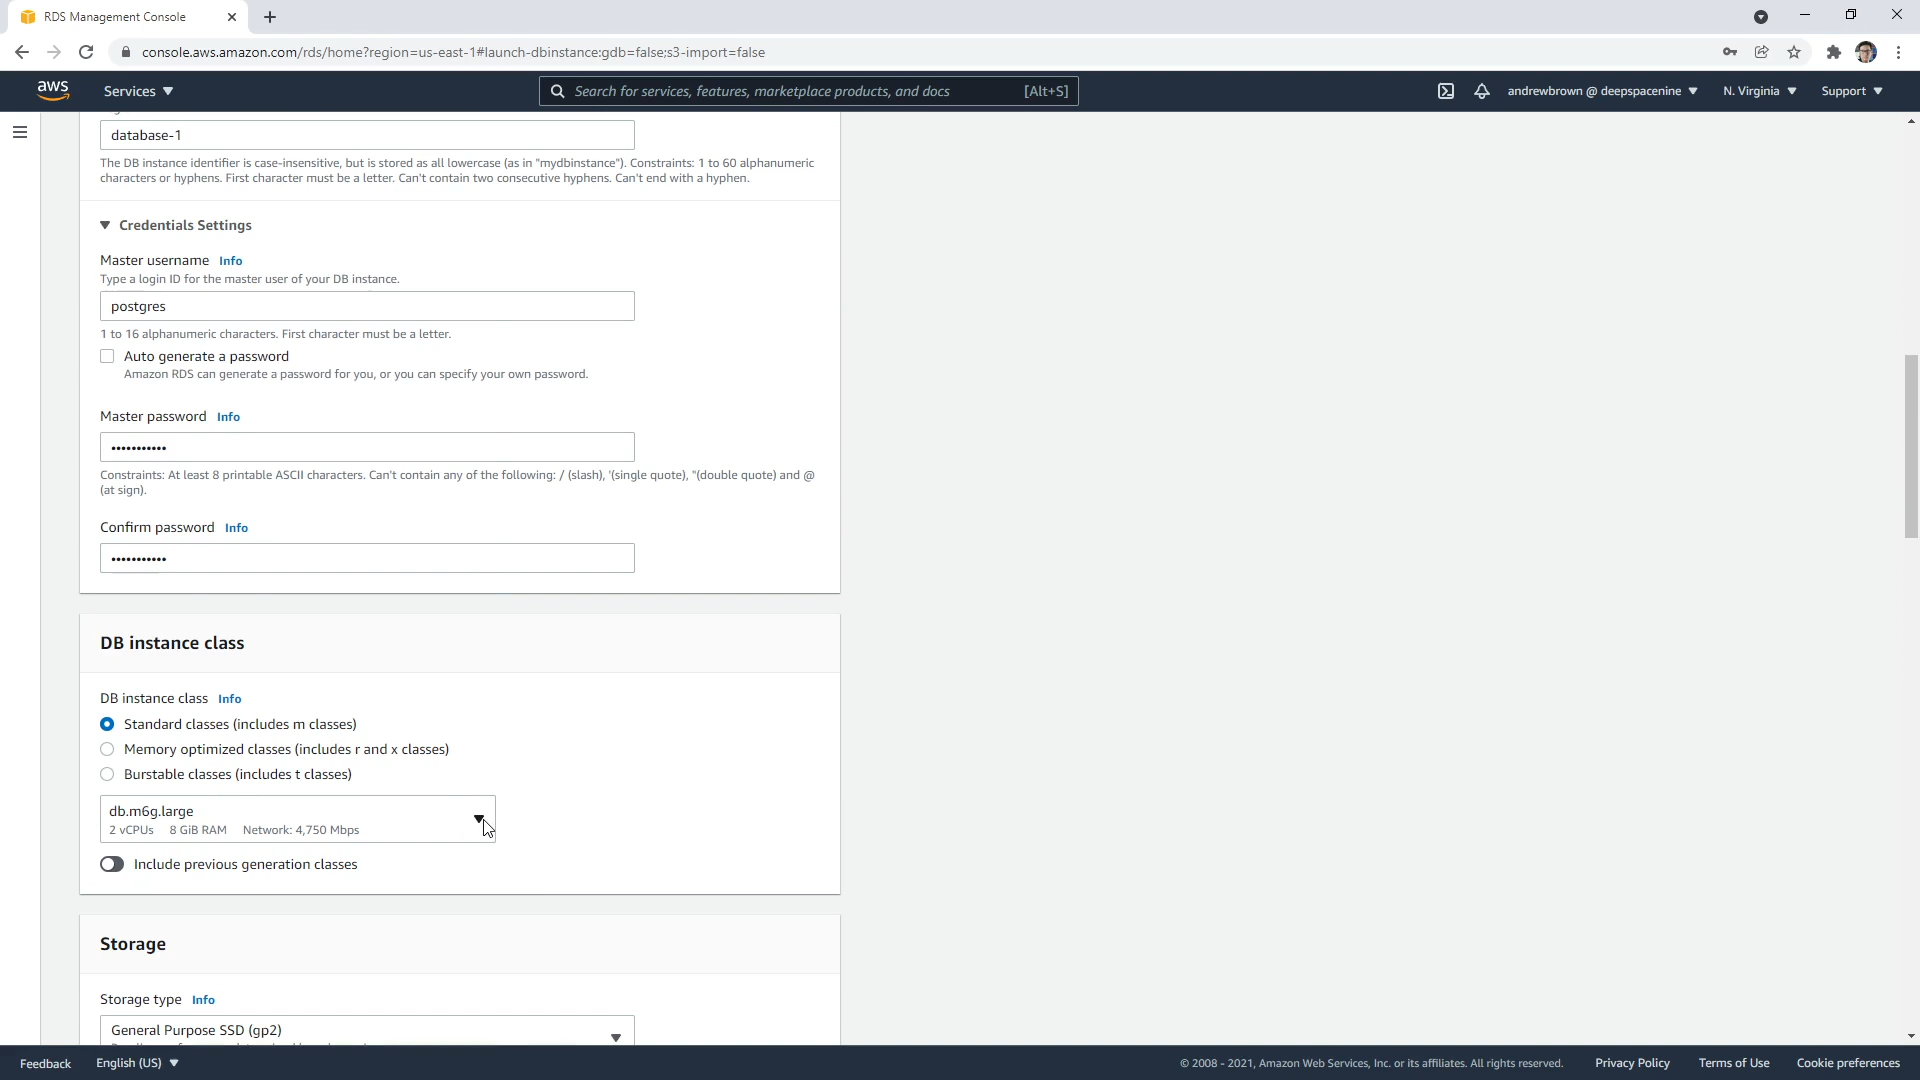 RDS Management Console
console.aws.amazon.com/rds/home?region=us-east-1#launch-dbinstance:gdb=false;s3-import=false
aws
Services
Search for services, features, marketplace products, and docs
[Alt+S]
andrewbrown @ deepspacenine
N. Virginia
Support
database-1
The DB instance identifier is case-insensitive, but is stored as all lowercase (as in "mydbinstance"). Constraints: 1 to 60 alphanumeric
characters or hyphens. First character must be a letter. Can't contain two consecutive hyphens. Can't end with a hyphen.
Credentials Settings
Master username Info
Type a login ID for the master user of your DB instance.
postgres
1 to 16 alphanumeric characters. First character must be a letter.
Auto generate a password
Amazon RDS can generate a password for you, or you can specify your own password.
Master password Info
•••••••••••
Constraints: At least 8 printable ASCII characters. Can't contain any of the following: / (slash), '(single quote), "(double quote) and @
(at sign).
Confirm password Info
•••••••••••
DB instance class
DB instance class Info
Standard classes (includes m classes)
Memory optimized classes (includes r and x classes)
Burstable classes (includes t classes)
db.m6g.large
2 vCPUs 8 GiB RAM Network: 4,750 Mbps
Include previous generation classes
Storage
Storage type Info
General Purpose SSD (gp2)
Feedback
English (US)
© 2008 - 2021, Amazon Web Services, Inc. or its affiliates. All rights reserved.
Privacy Policy
Terms of Use
Cookie preferences